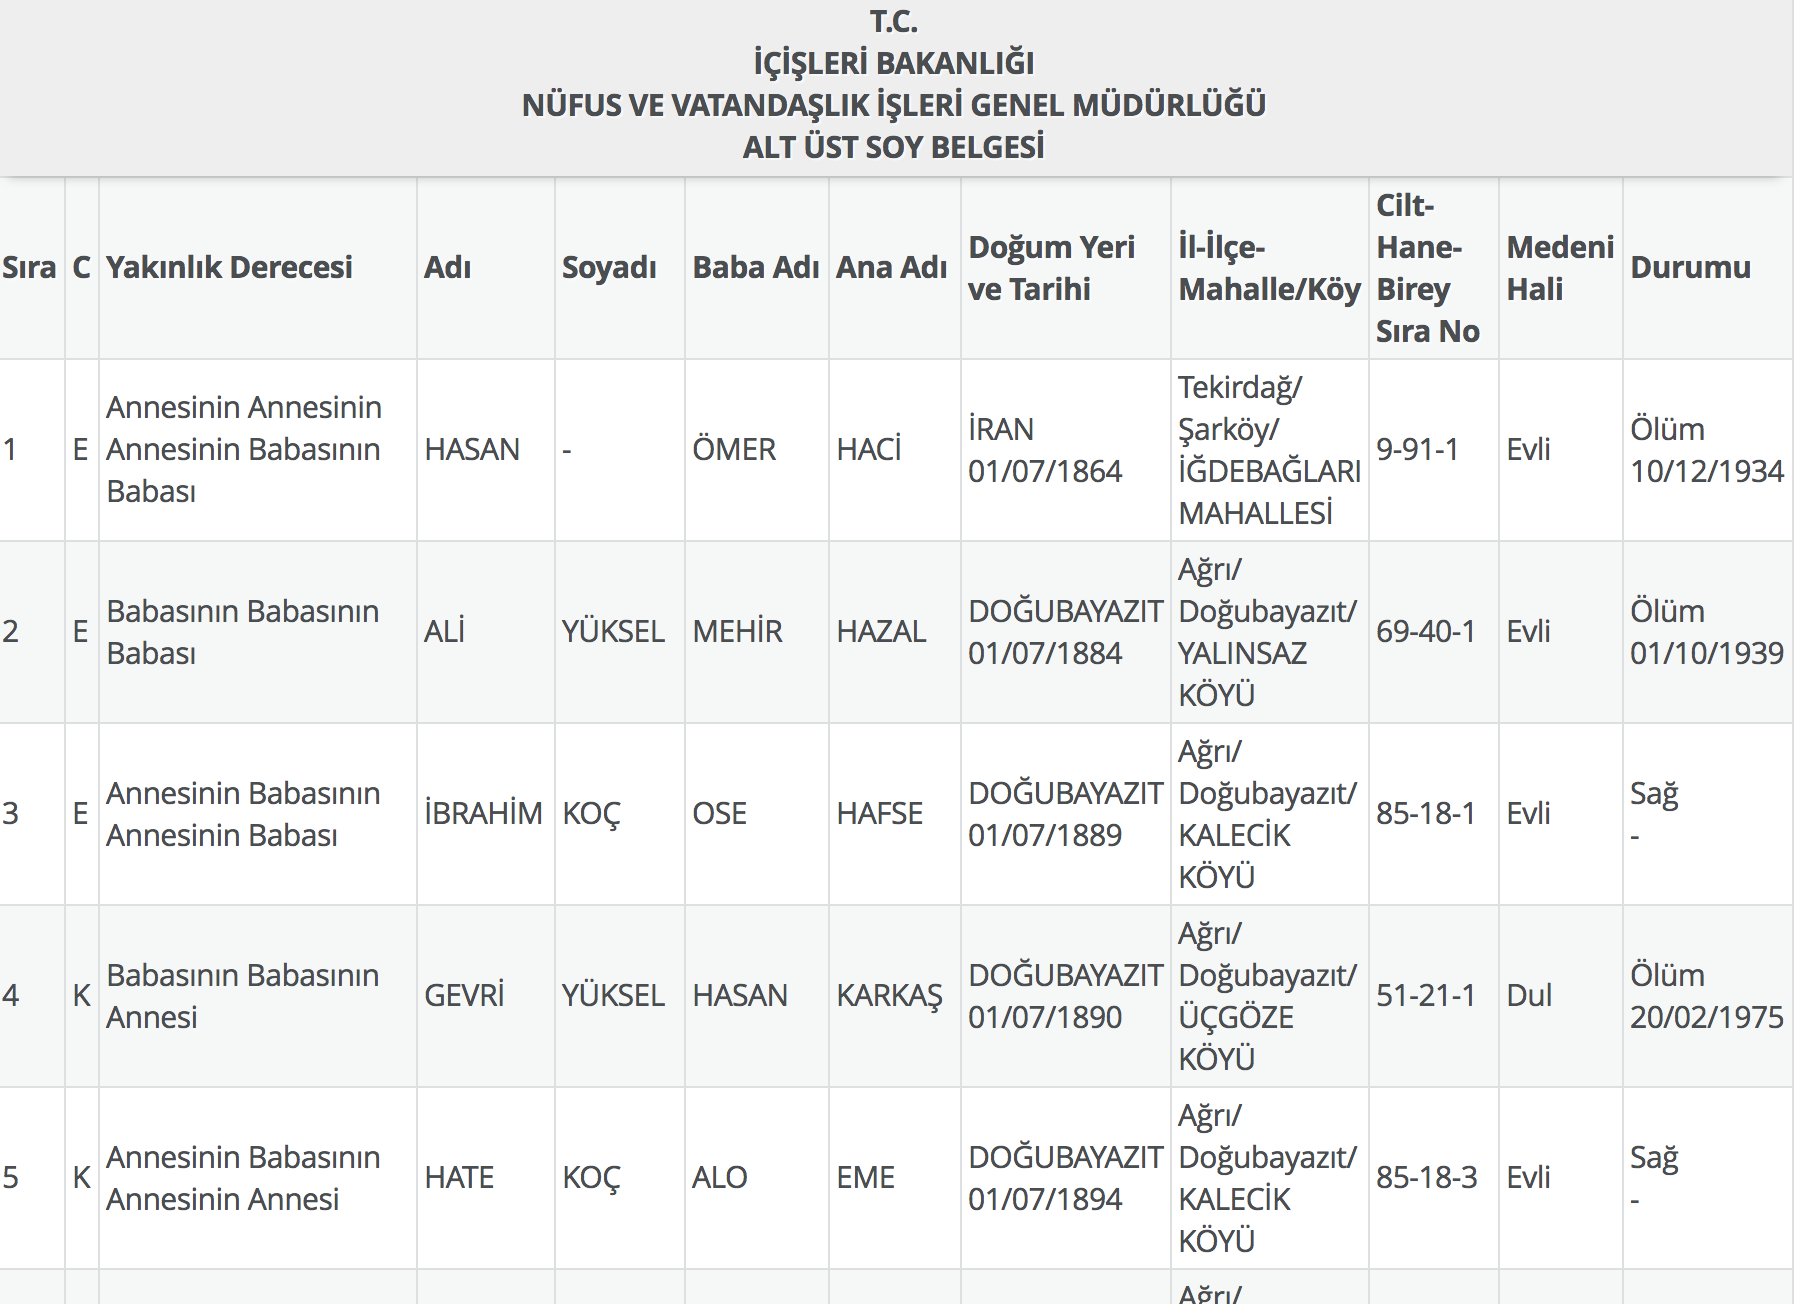 T.C.
İÇİŞLERİ BAKANLIĞI
NÜFUS VE VATANDAŞLIK İŞLERİ GENEL MÜDÜRLÜĞÜ
ALT ÜST SOY BELGESİ
Sıra C Yakınlık Derecesi Adı Soyadı Baba Adı Ana Adı Doğum Yeri ve Tarihi İl-İlçe-Mahalle/Köy Cilt-Hane-Birey Sıra No Medeni Hali Durumu
1 E Annesinin Annesinin Annesinin Babasının Babası HASAN - ÖMER HACİ İRAN 01/07/1864 Tekirdağ/ Şarköy/ İĞDEBAĞLARI MAHALLESİ 9-91-1 Evli Ölüm 10/12/1934
2 E Babasının Babasının Babası ALİ YÜKSEL MEHİR HAZAL DOĞUBAYAZIT 01/07/1884 Ağrı/ Doğubayazıt/ YALINSAZ KÖYÜ 69-40-1 Evli Ölüm 01/10/1939
3 E Annesinin Babasının Annesinin Babası İBRAHİM KOÇ OSE HAFSE DOĞUBAYAZIT 01/07/1889 Ağrı/ Doğubayazıt/ KALECİK KÖYÜ 85-18-1 Evli Sağ -
4 K Babasının Babasının Annesi GEVRİ YÜKSEL HASAN KARKAŞ DOĞUBAYAZIT 01/07/1890 Ağrı/ Doğubayazıt/ ÜÇGÖZE KÖYÜ 51-21-1 Dul Ölüm 20/02/1975
5 K Annesinin Babasının Annesinin Annesi HATE KOÇ ALO EME DOĞUBAYAZIT 01/07/1894 Ağrı/ Doğubayazıt/ KALECİK KÖYÜ 85-18-3 Evli Sağ -
Ağrı/